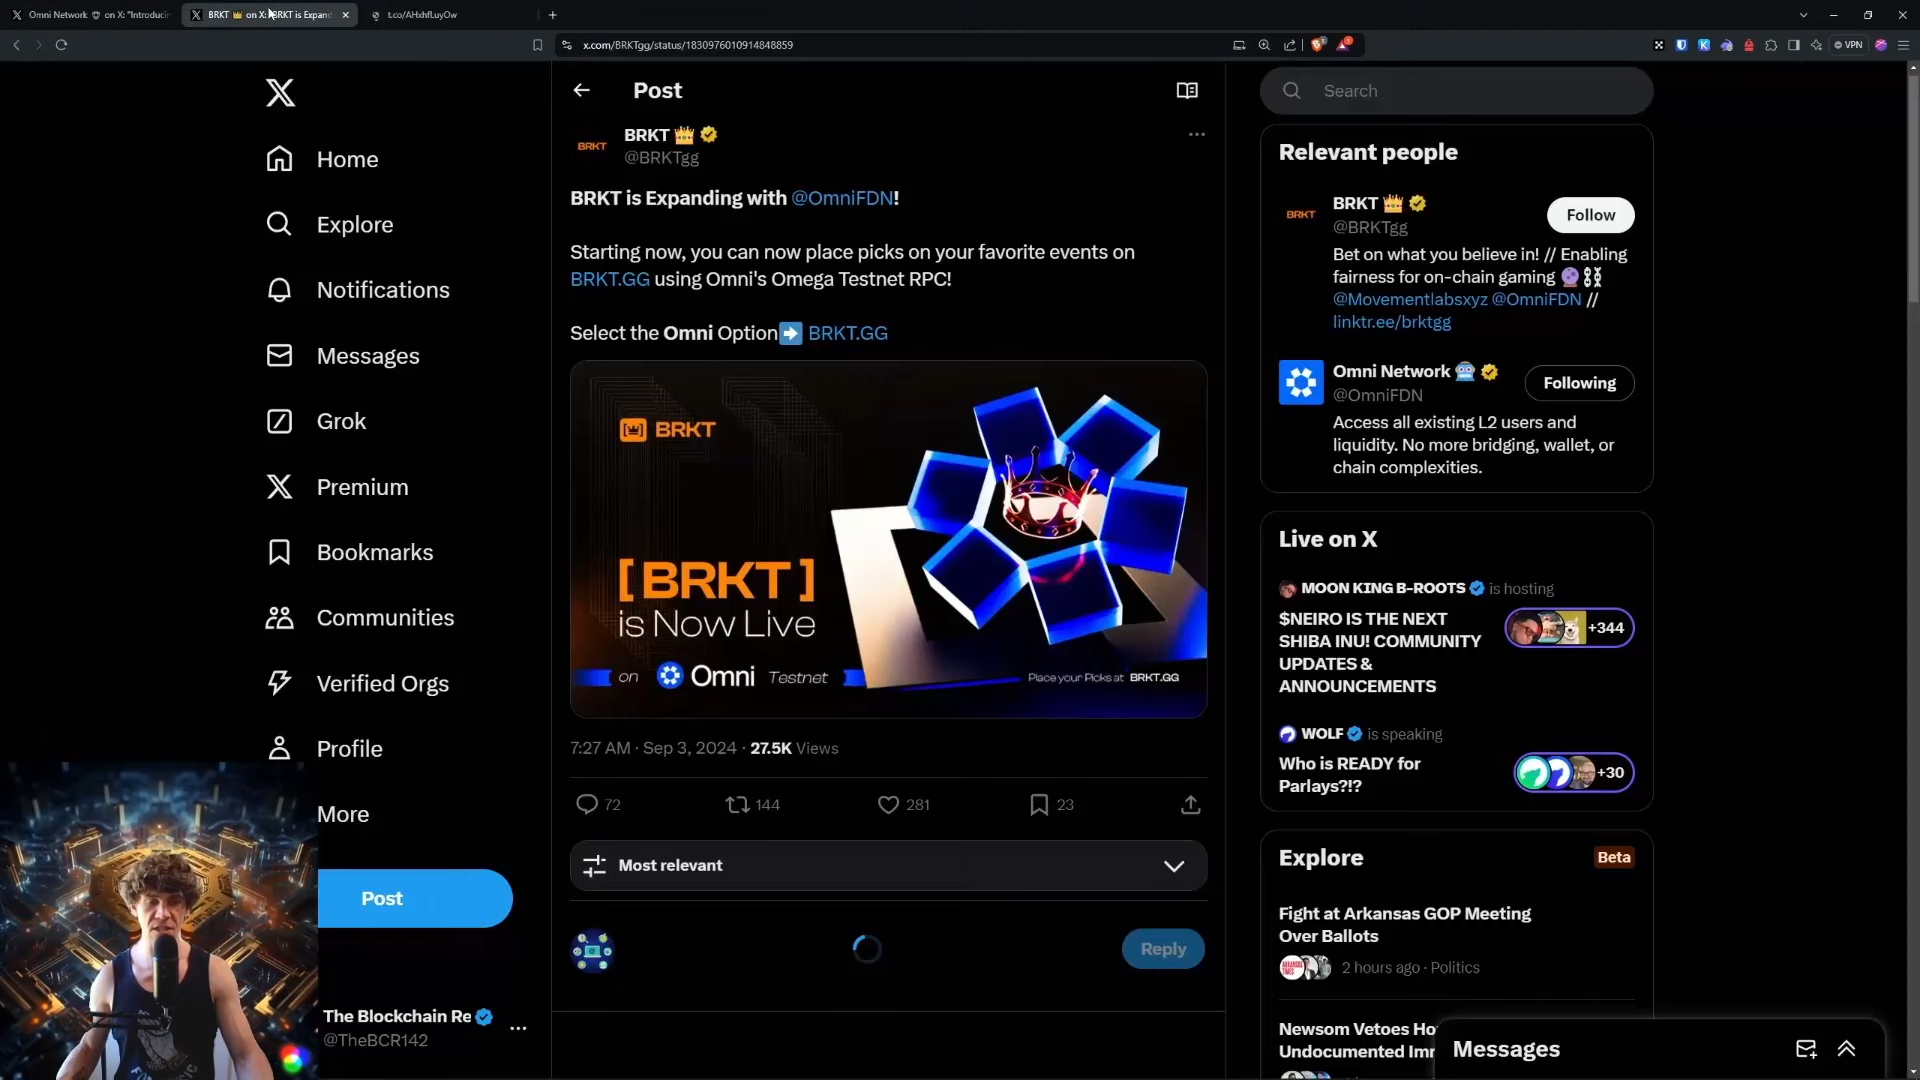 Omni Network on X: "Introducin
BRKT 👑 on X: "BRKT is Expand
t.co/AHxhfLuyOw
x.com/BRKTgg/status/1830976010914848859
VPN
Home
Explore
Notifications
Messages
Grok
Premium
Bookmarks
Communities
Verified Orgs
Profile
More
Post
The Blockchain Re
@TheBCR142
Post
BRKT
BRKT 👑
@BRKTgg
BRKT is Expanding with @OmniFDN!
Starting now, you can now place picks on your favorite events on
BRKT.GG using Omni's Omega Testnet RPC!
Select the Omni Option➡️ BRKT.GG
BRKT
[ BRKT ]
is Now Live
on Omni Testnet
Place your Picks at BRKT.GG
7:27 AM · Sep 3, 2024 · 27.5K Views
72
144
281
23
Most relevant
Reply
Search
Relevant people
BRKT
BRKT 👑
@BRKTgg
Follow
Bet on what you believe in! // Enabling
fairness for on-chain gaming 🔮⛓️
@Movementlabsxyz @OmniFDN //
linktr.ee/brktgg
Omni Network
@OmniFDN
Following
Access all existing L2 users and
liquidity. No more bridging, wallet, or
chain complexities.
Live on X
MOON KING B-ROOTS is hosting
$NEIRO IS THE NEXT
SHIBA INU! COMMUNITY
UPDATES &
ANNOUNCEMENTS
+344
WOLF is speaking
Who is READY for
Parlays?!?
+30
Explore
Beta
Fight at Arkansas GOP Meeting
Over Ballots
2 hours ago · Politics
Newsom Vetoes Ho
Undocumented Imr
Messages